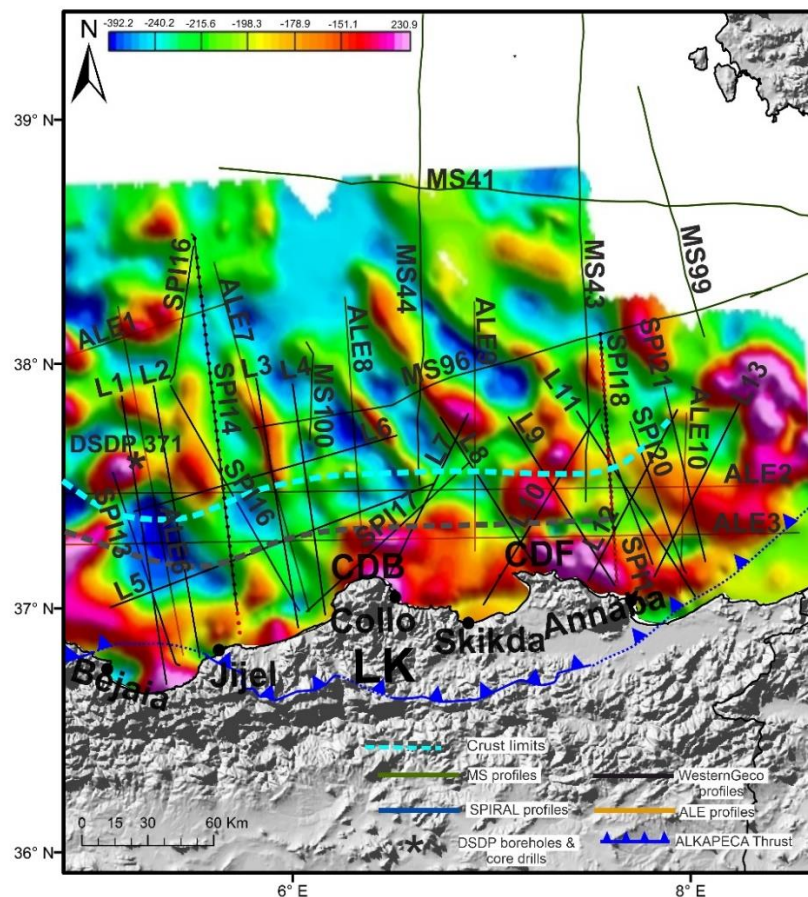 -392.2 -240.2 -215.6 -198.3 -178.9 -151.1 230.9
N
39° N
38° N
37° N
36° N
6° E
8° E
MS41
SPI16
MS44
MS43
MS99
ALE1
ALE7
ALE8
ALE9
MS96
L1
L2
L3
L4
MS100
SPI14
SPI18
SPI21
L13
L11
DSDP 371
L6
L7
L8
L9
SPI20
ALE10
SPI16
SPI13
ALE6
SPI17
10
ALE2
ALE3
L5
CDB
CDF
Collo
Skikda
Annaba
LK
Bejaia
Jijel
Crust limits
MS profiles
WesternGeco
profiles
SPIRAL profiles
ALE profiles
DSDP boreholes &
core drills
ALKAPECA Thrust
0 15 30 60 Km